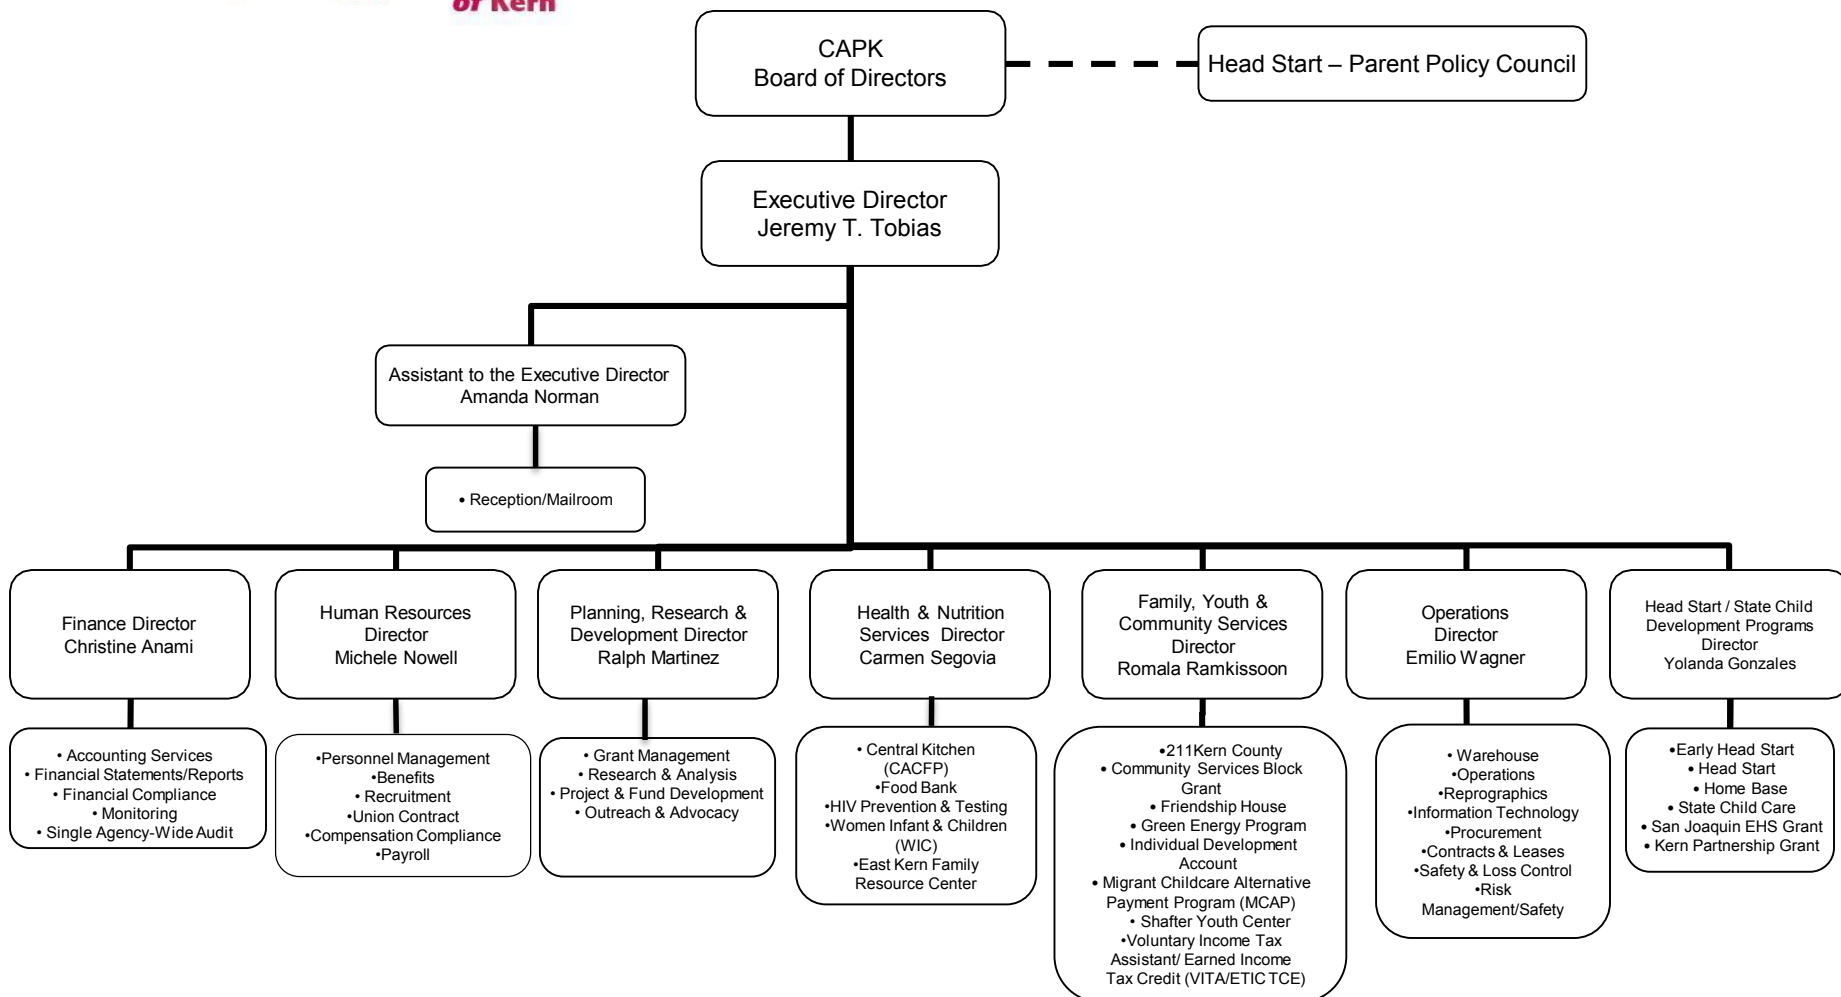 of Kern
CAPK
Board of Directors
Head Start – Parent Policy Council
Executive Director
Jeremy T. Tobias
Assistant to the Executive Director
Amanda Norman
• Reception/Mailroom
Finance Director
Christine Anami
Human Resources
Director
Michele Nowell
Planning, Research &
Development Director
Ralph Martinez
Health & Nutrition
Services Director
Carmen Segovia
Family, Youth &
Community Services
Director
Romala Ramkissoon
Operations
Director
Emilio Wagner
Head Start / State Child
Development Programs
Director
Yolanda Gonzales
• Accounting Services
• Financial Statements/Reports
• Financial Compliance
• Monitoring
• Single Agency-Wide Audit
•Personnel Management
•Benefits
• Recruitment
•Union Contract
•Compensation Compliance
•Payroll
• Grant Management
• Research & Analysis
• Project & Fund Development
• Outreach & Advocacy
• Central Kitchen
(CACFP)
•Food Bank
•HIV Prevention & Testing
•Women Infant & Children
(WIC)
•East Kern Family
Resource Center
•211Kern County
• Community Services Block
Grant
• Friendship House
• Green Energy Program
• Individual Development
Account
• Migrant Childcare Alternative
Payment Program (MCAP)
• Shafter Youth Center
•Voluntary Income Tax
Assistant/ Earned Income
Tax Credit (VITA/ETIC TCE)
• Warehouse
•Operations
•Reprographics
•Information Technology
•Procurement
•Contracts & Leases
•Safety & Loss Control
•Risk
Management/Safety
•Early Head Start
• Head Start
• Home Base
• State Child Care
• San Joaquin EHS Grant
• Kern Partnership Grant